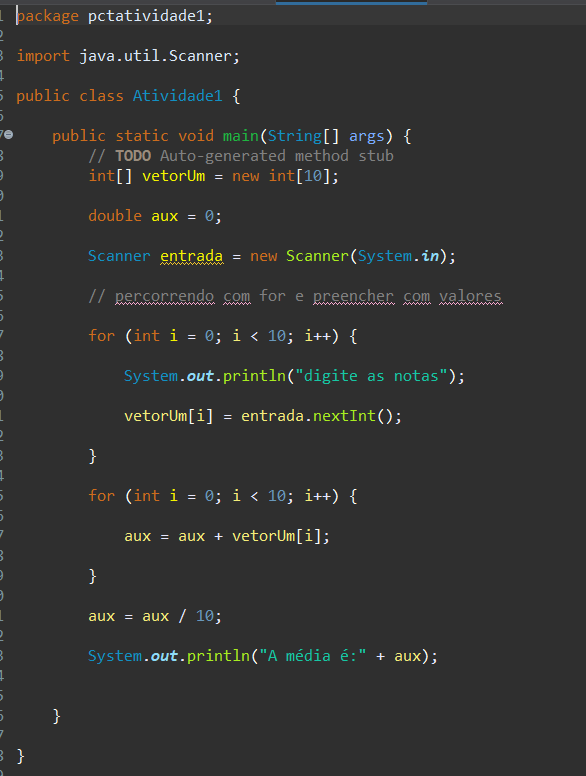 package pctatividade1;
import java.util.Scanner;
public class Atividade1 {
public static void main(String[] args) {
// TODO Auto-generated method stub
int[] vetorUm = new int[10];
double aux = 0;
Scanner entrada = new Scanner(System.in);
// percorrendo com for e preencher com valores
for (int i = 0; i < 10; i++) {
System.out.println("digite as notas");
vetorUm[i] = entrada.nextInt();
}
for (int i = 0; i < 10; i++) {
aux = aux + vetorUm[i];
}
aux = aux / 10;
System.out.println("A média é:" + aux);
}
}